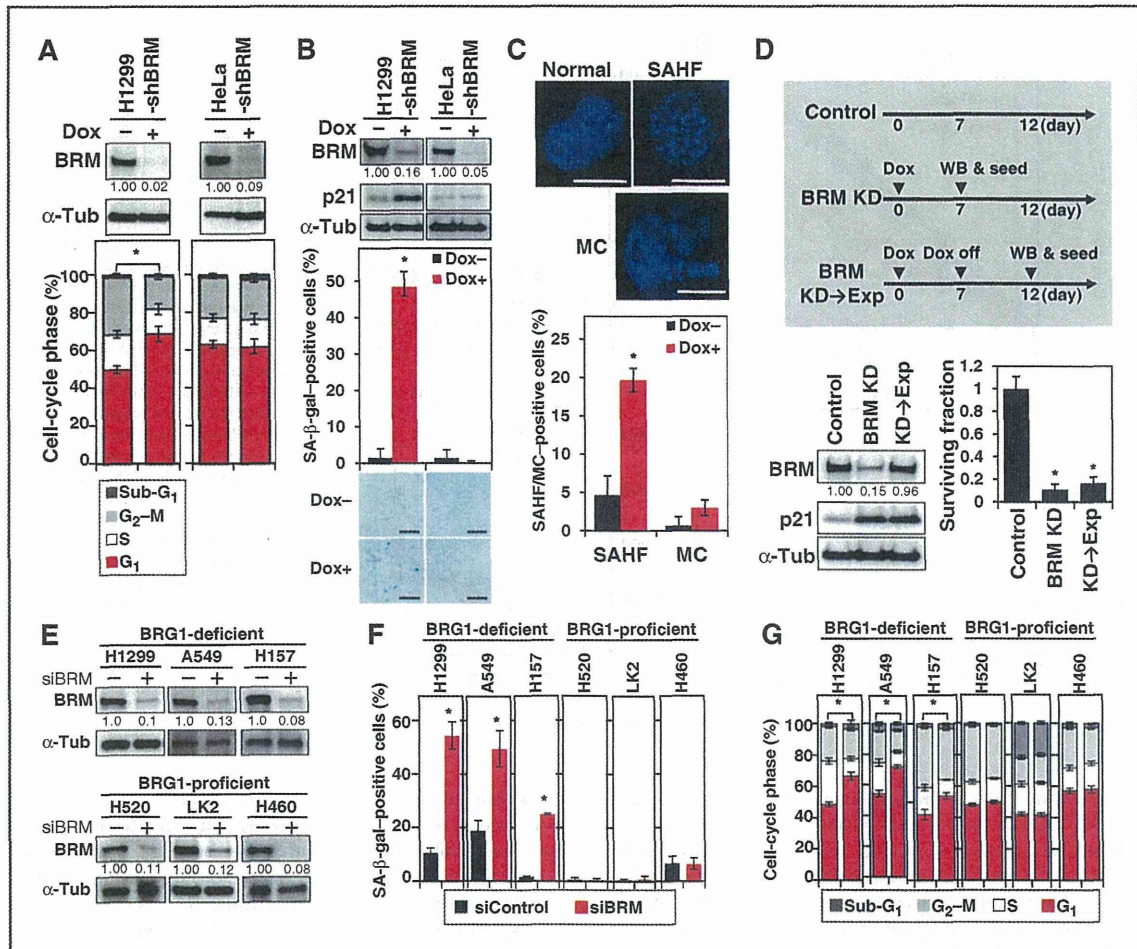 A
H1299
-shBRM
HeLa
-shBRM
Dox
– + – +
BRM
1.00 0.02 1.00 0.09
α-Tub
Cell-cycle phase (%)
100
80
60
40
20
0
Sub-G1
G2–M
S
G1
B
H1299
-shBRM
HeLa
-shBRM
Dox
– + – +
BRM
1.00 0.16 1.00 0.05
p21
α-Tub
SA-β-gal–positive cells (%)
50
40
30
20
10
0
Dox–
Dox+
*
Dox–
Dox+
C
Normal SAHF
MC
SAHF/MC–positive cells (%)
25
20
15
10
5
0
Dox–
Dox+
*
SAHF MC
D
Control
0 7 12 (day)
Dox WB & seed
BRM KD
0 7 12 (day)
Dox Dox off WB & seed
BRM
KD→Exp
0 7 12 (day)
Control
BRM KD
KD→Exp
BRM
1.00 0.15 0.96
p21
α-Tub
Surviving fraction
1.2
1
0.8
0.6
0.4
0.2
0
* *
Control
BRM KD
KD→Exp
E
BRG1-deficient
H1299 A549 H157
siBRM – + – + – +
BRM
1.0 0.1 1.0 0.13 1.0 0.08
α-Tub
BRG1-proficient
H520 LK2 H460
siBRM – + – + – +
BRM
1.00 0.11 1.00 0.12 1.00 0.08
α-Tub
F
BRG1-deficient BRG1-proficient
H1299
A549
H157
H520
LK2
H460
SA-β-gal–positive cells (%)
60
40
20
0
* * *
siControl siBRM
G
BRG1-deficient BRG1-proficient
H1299
A549
H157
H520
LK2
H460
* * *
Cell-cycle phase (%)
100
80
60
40
20
0
Sub-G1 G2–M S G1